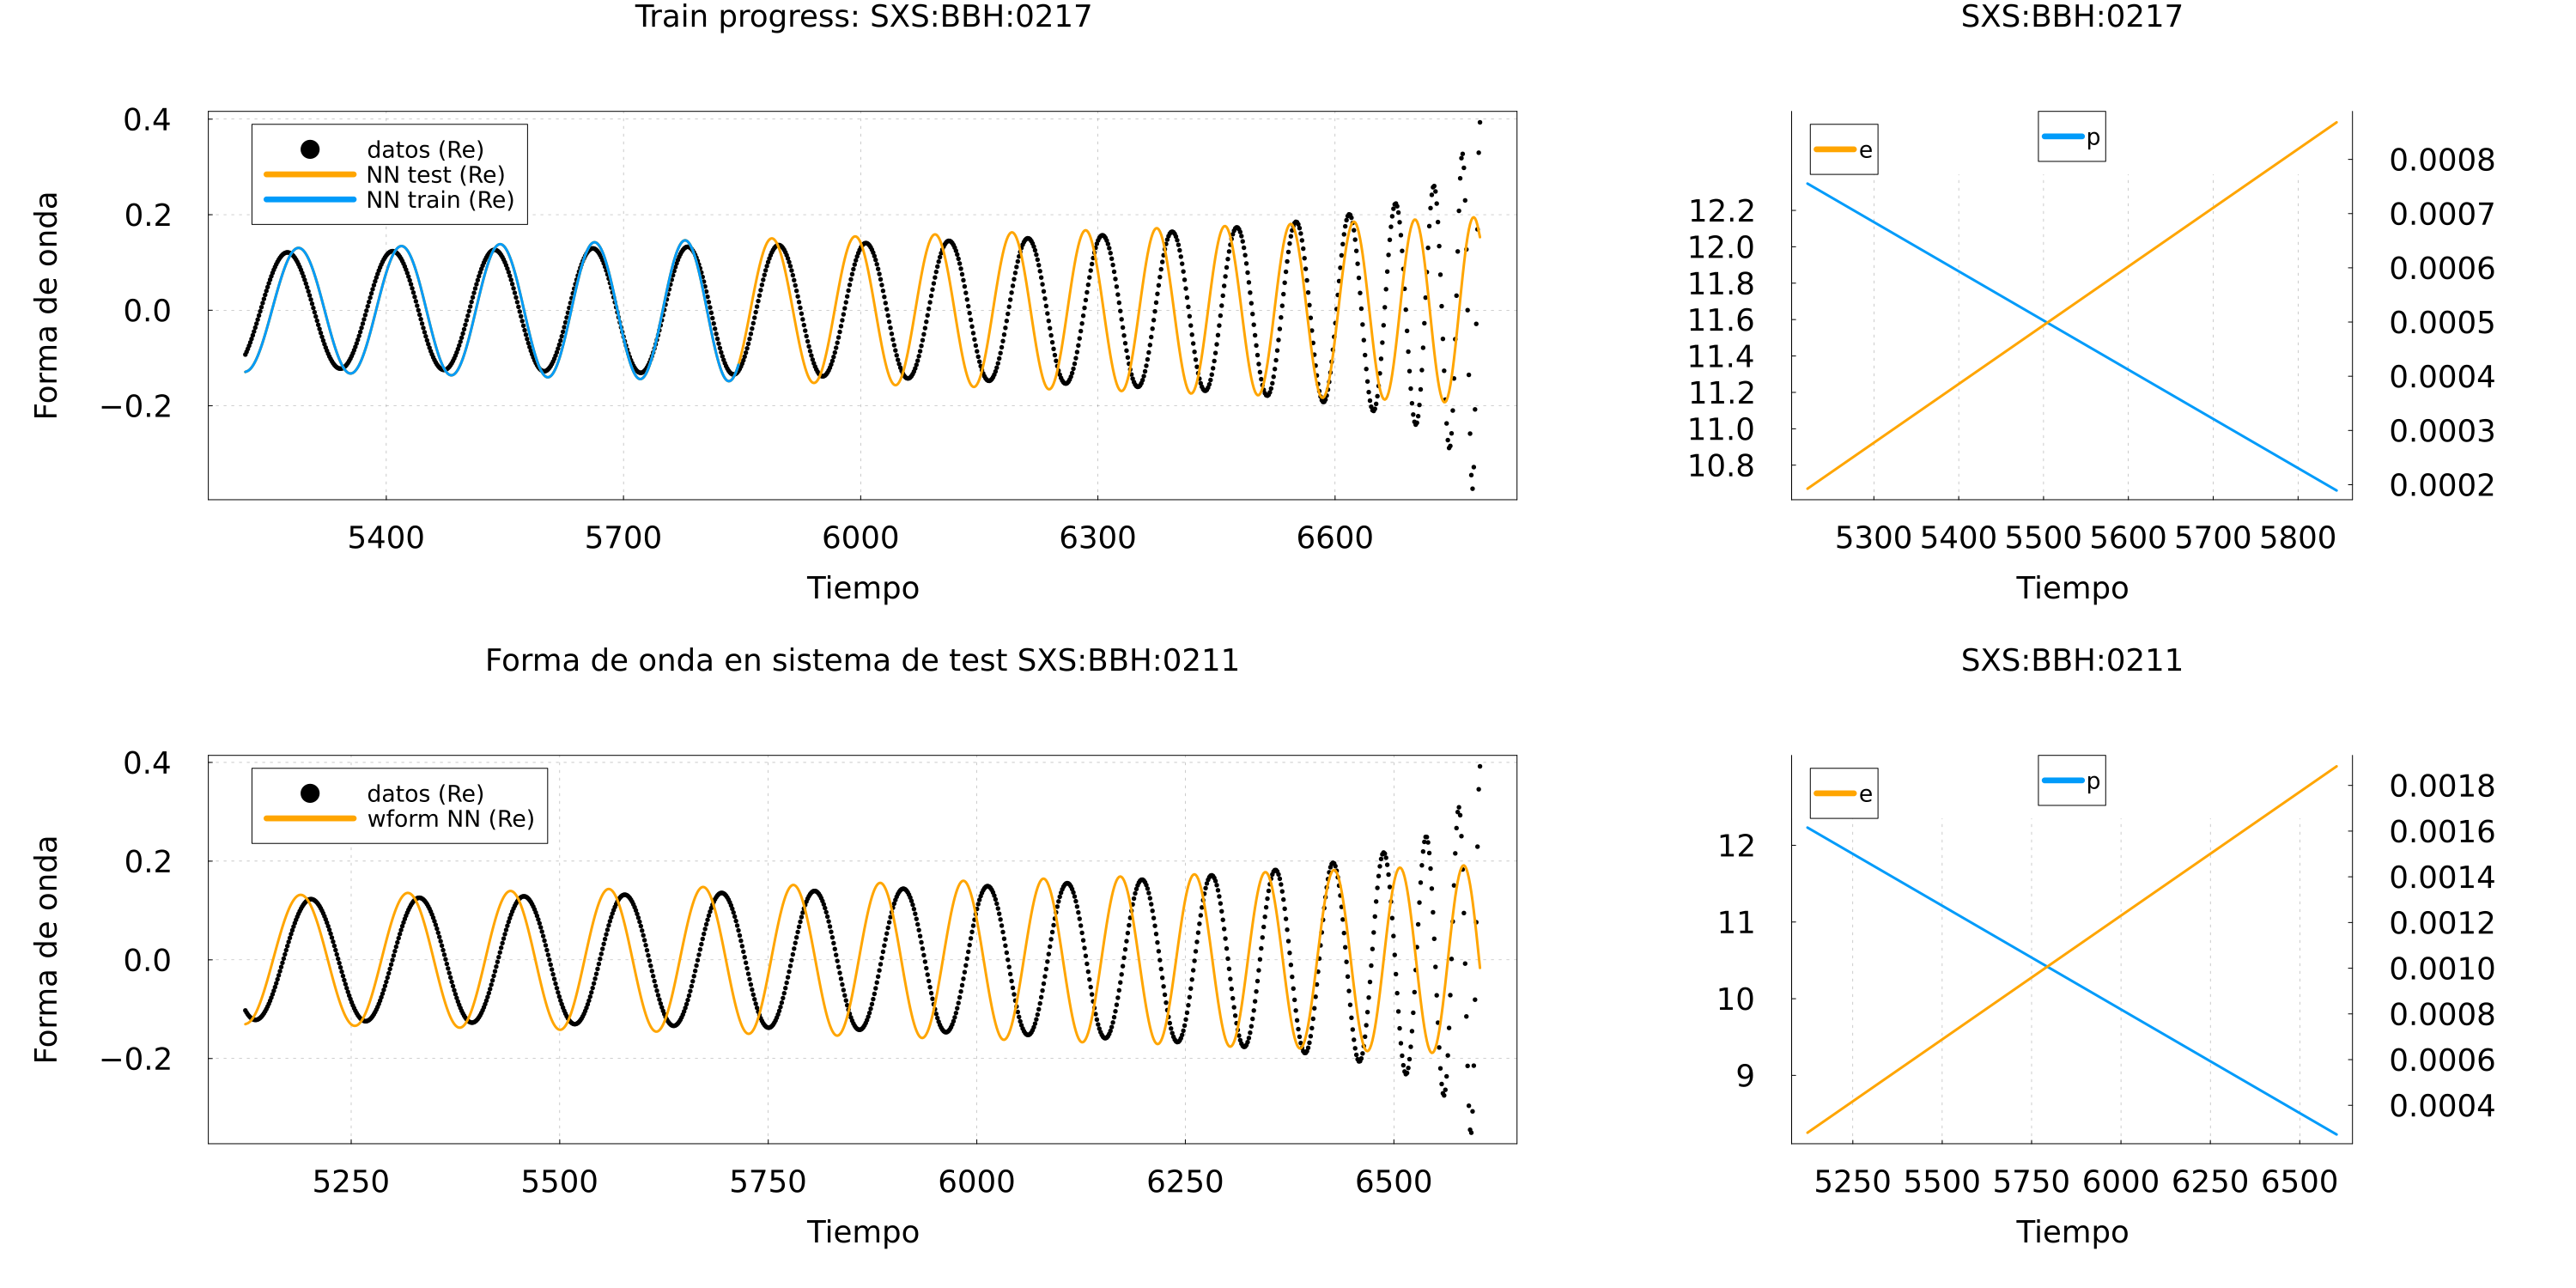 Train progress: SXS:BBH:0217
SXS:BBH:0217
Forma de onda
0.4
0.2
0.0
−0.2
datos (Re)
NN test (Re)
NN train (Re)
5400 5700 6000 6300 6600
Tiempo
e
p
12.2
12.0
11.8
11.6
11.4
11.2
11.0
10.8
0.0008
0.0007
0.0006
0.0005
0.0004
0.0003
0.0002
5300 5400 5500 5600 5700 5800
Tiempo
Forma de onda en sistema de test SXS:BBH:0211
SXS:BBH:0211
Forma de onda
0.4
0.2
0.0
−0.2
datos (Re)
wform NN (Re)
5250 5500 5750 6000 6250 6500
Tiempo
e
p
12
11
10
9
0.0018
0.0016
0.0014
0.0012
0.0010
0.0008
0.0006
0.0004
5250 5500 5750 6000 6250 6500
Tiempo